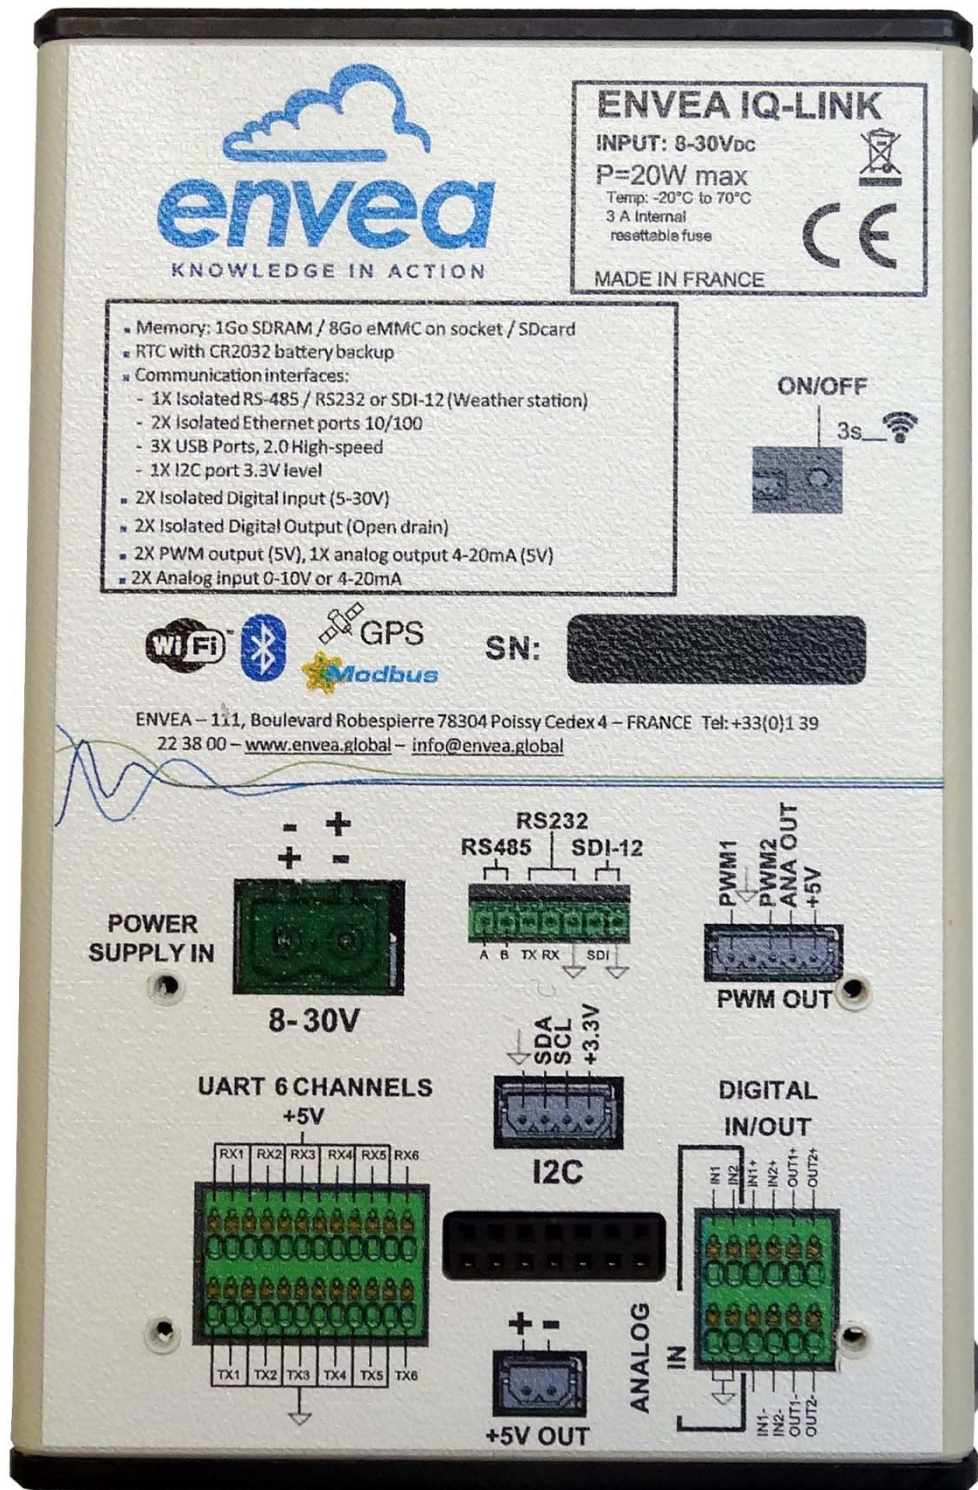 envea
KNOWLEDGE IN ACTION
ENVEA IQ-LINK
INPUT: 8-30VDC
P=20W max
Temp: -20°C to 70°C
3 A Internal
resettable fuse
CE
MADE IN FRANCE
▪ Memory: 1Go SDRAM / 8Go eMMC on socket / SDcard
▪ RTC with CR2032 battery backup
▪ Communication interfaces:
- 1X Isolated RS-485 / RS232 or SDI-12 (Weather station)
- 2X Isolated Ethernet ports 10/100
- 3X USB Ports, 2.0 High-speed
- 1X I2C port 3.3V level
▪ 2X Isolated Digital Input (5-30V)
▪ 2X Isolated Digital Output (Open drain)
▪ 2X PWM output (5V), 1X analog output 4-20mA (5V)
▪ 2X Analog input 0-10V or 4-20mA
ON/OFF
3s
Wi Fi™
GPS
Modbus
SN:
ENVEA – 111, Boulevard Robespierre 78304 Poissy Cedex 4 – FRANCE Tel: +33(0)1 39
22 38 00 – www.envea.global – info@envea.global
- +
+ -
POWER
SUPPLY IN
8-30V
RS232
RS485 SDI-12
A B TX RX SDI
PWM1 PWM2 ANA OUT +5V
PWM OUT
SDA SCL +3.3V
I2C
UART 6 CHANNELS
+5V
RX1 RX2 RX3 RX4 RX5 RX6
TX1 TX2 TX3 TX4 TX5 TX6
+ -
+5V OUT
DIGITAL
IN/OUT
IN1 IN2 IN1+ IN2+ OUT1+ OUT2+
ANALOG
IN
IN1- IN2- OUT1- OUT2-